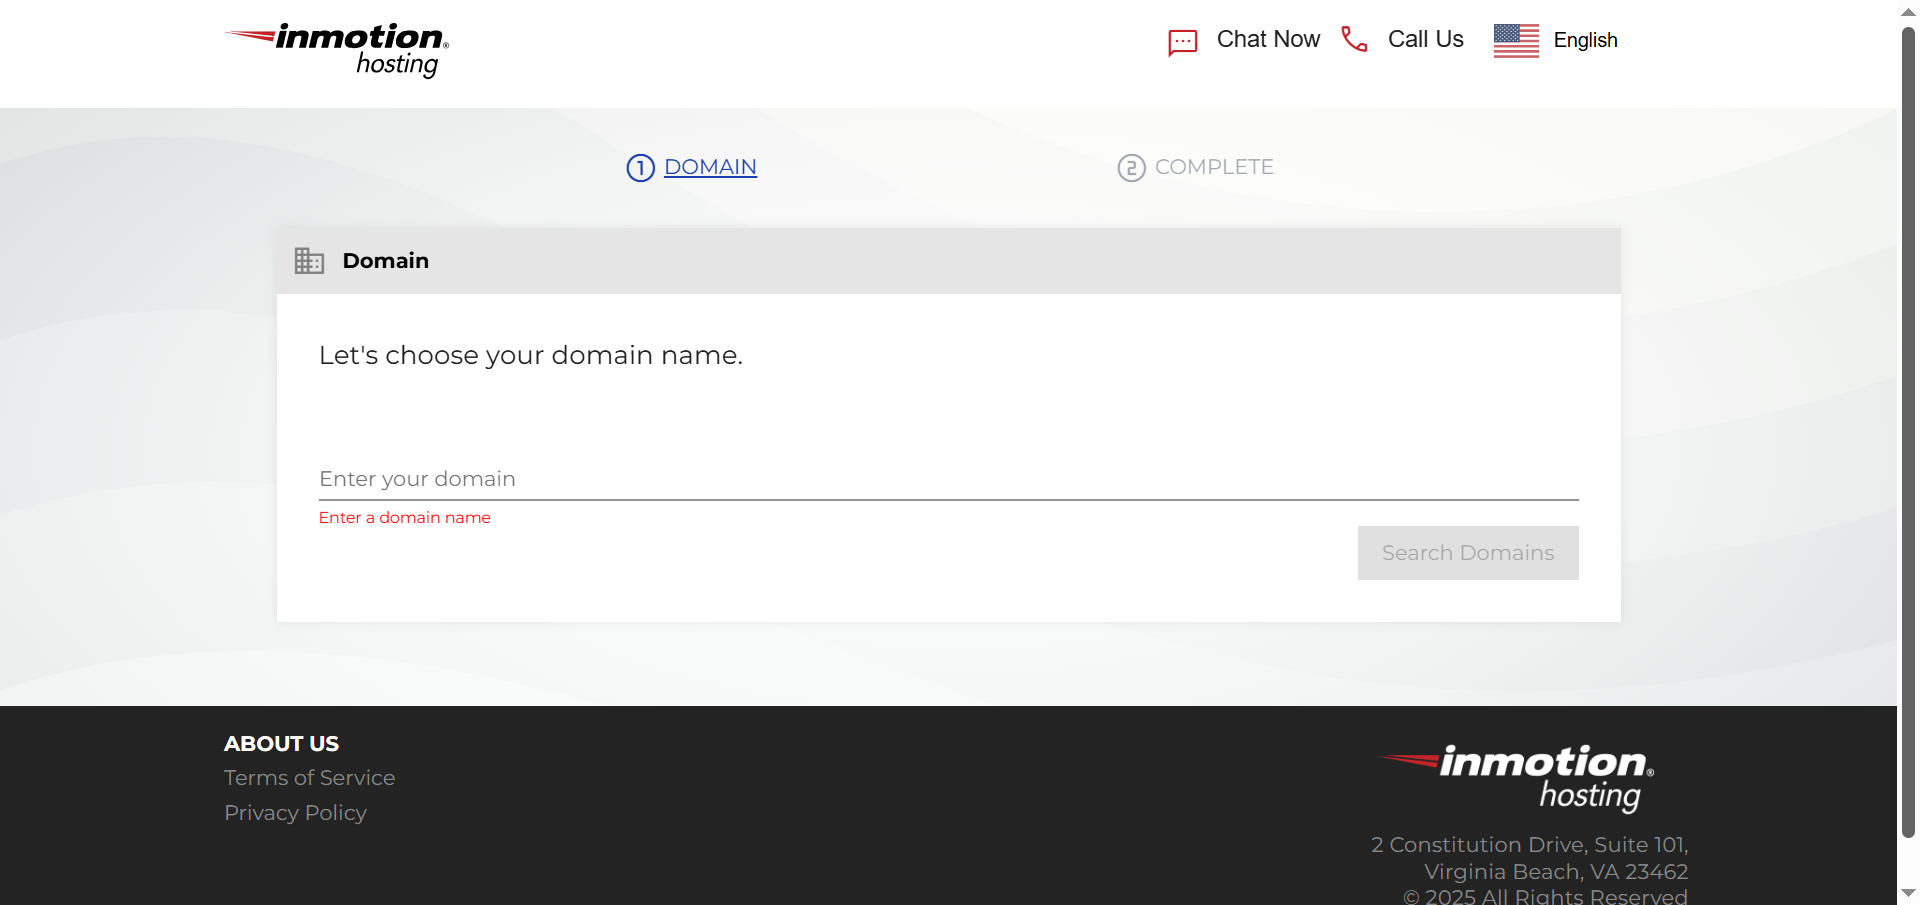 inmotion®
hosting
Chat Now
Call Us
English
1 DOMAIN
2 COMPLETE
Domain
Let's choose your domain name.
Enter your domain
Enter a domain name
Search Domains
ABOUT US
Terms of Service
Privacy Policy
inmotion®
hosting
2 Constitution Drive, Suite 101,
Virginia Beach, VA 23462
© 2025 All Rights Reserved